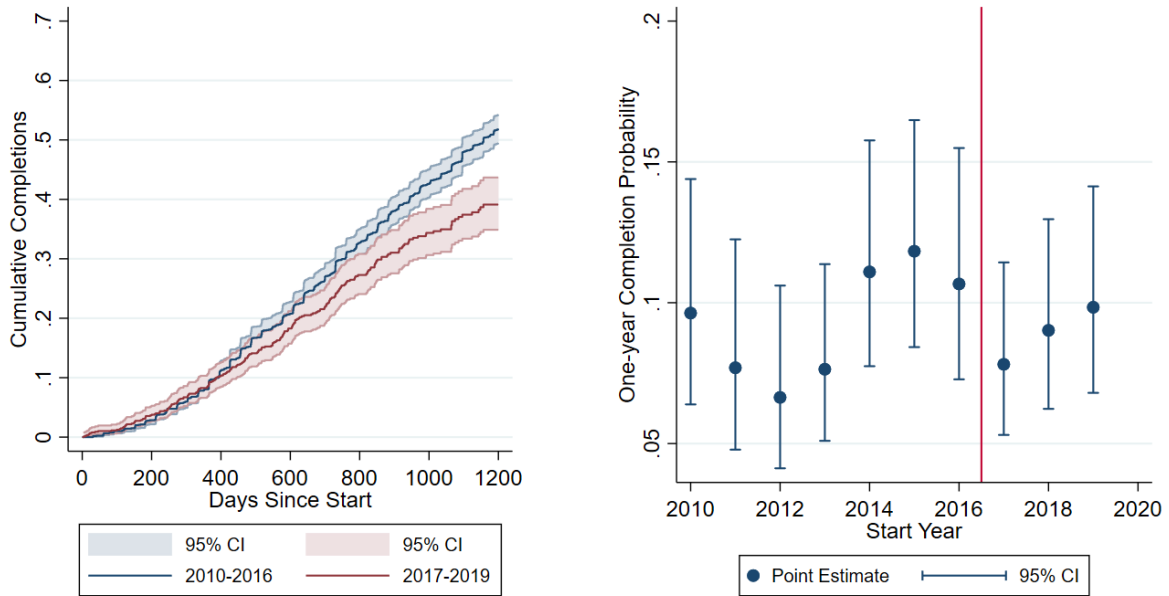 Cumulative Completions
.7
.6
.5
.4
.3
.2
.1
0
0 200 400 600 800 1000 1200
Days Since Start
95% CI 95% CI
2010-2016 2017-2019
One-year Completion Probability
.2
.15
.1
.05
2010 2012 2014 2016 2018 2020
Start Year
Point Estimate 95% CI